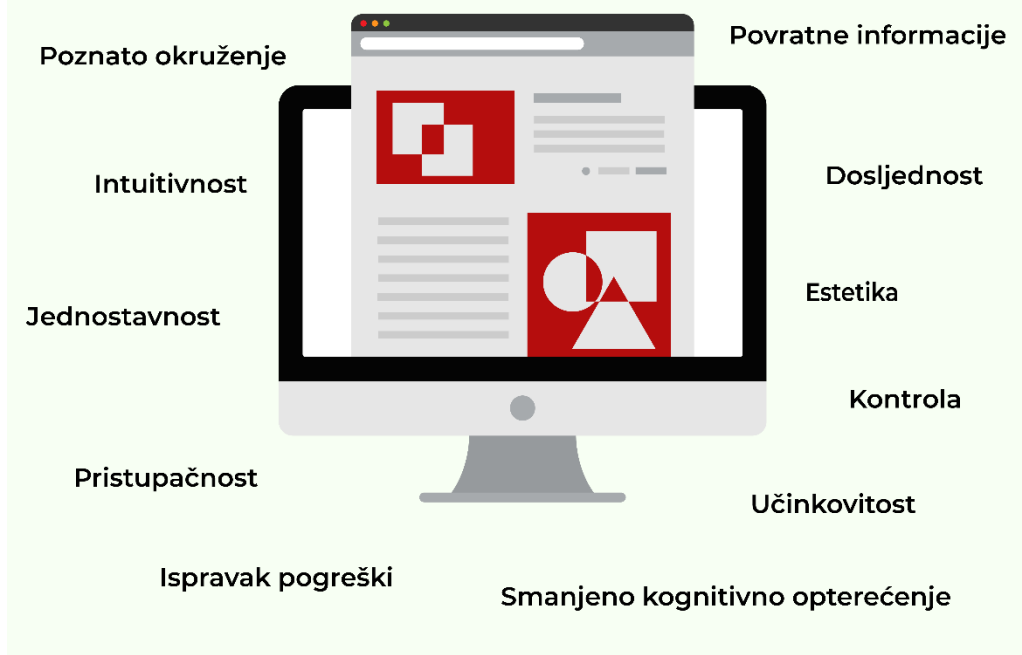 Poznato okruženje
Povratne informacije
Intuitivnost
Dosljednost
Estetika
Jednostavnost
Kontrola
Pristupačnost
Učinkovitost
Ispravak pogreški
Smanjeno kognitivno opterećenje